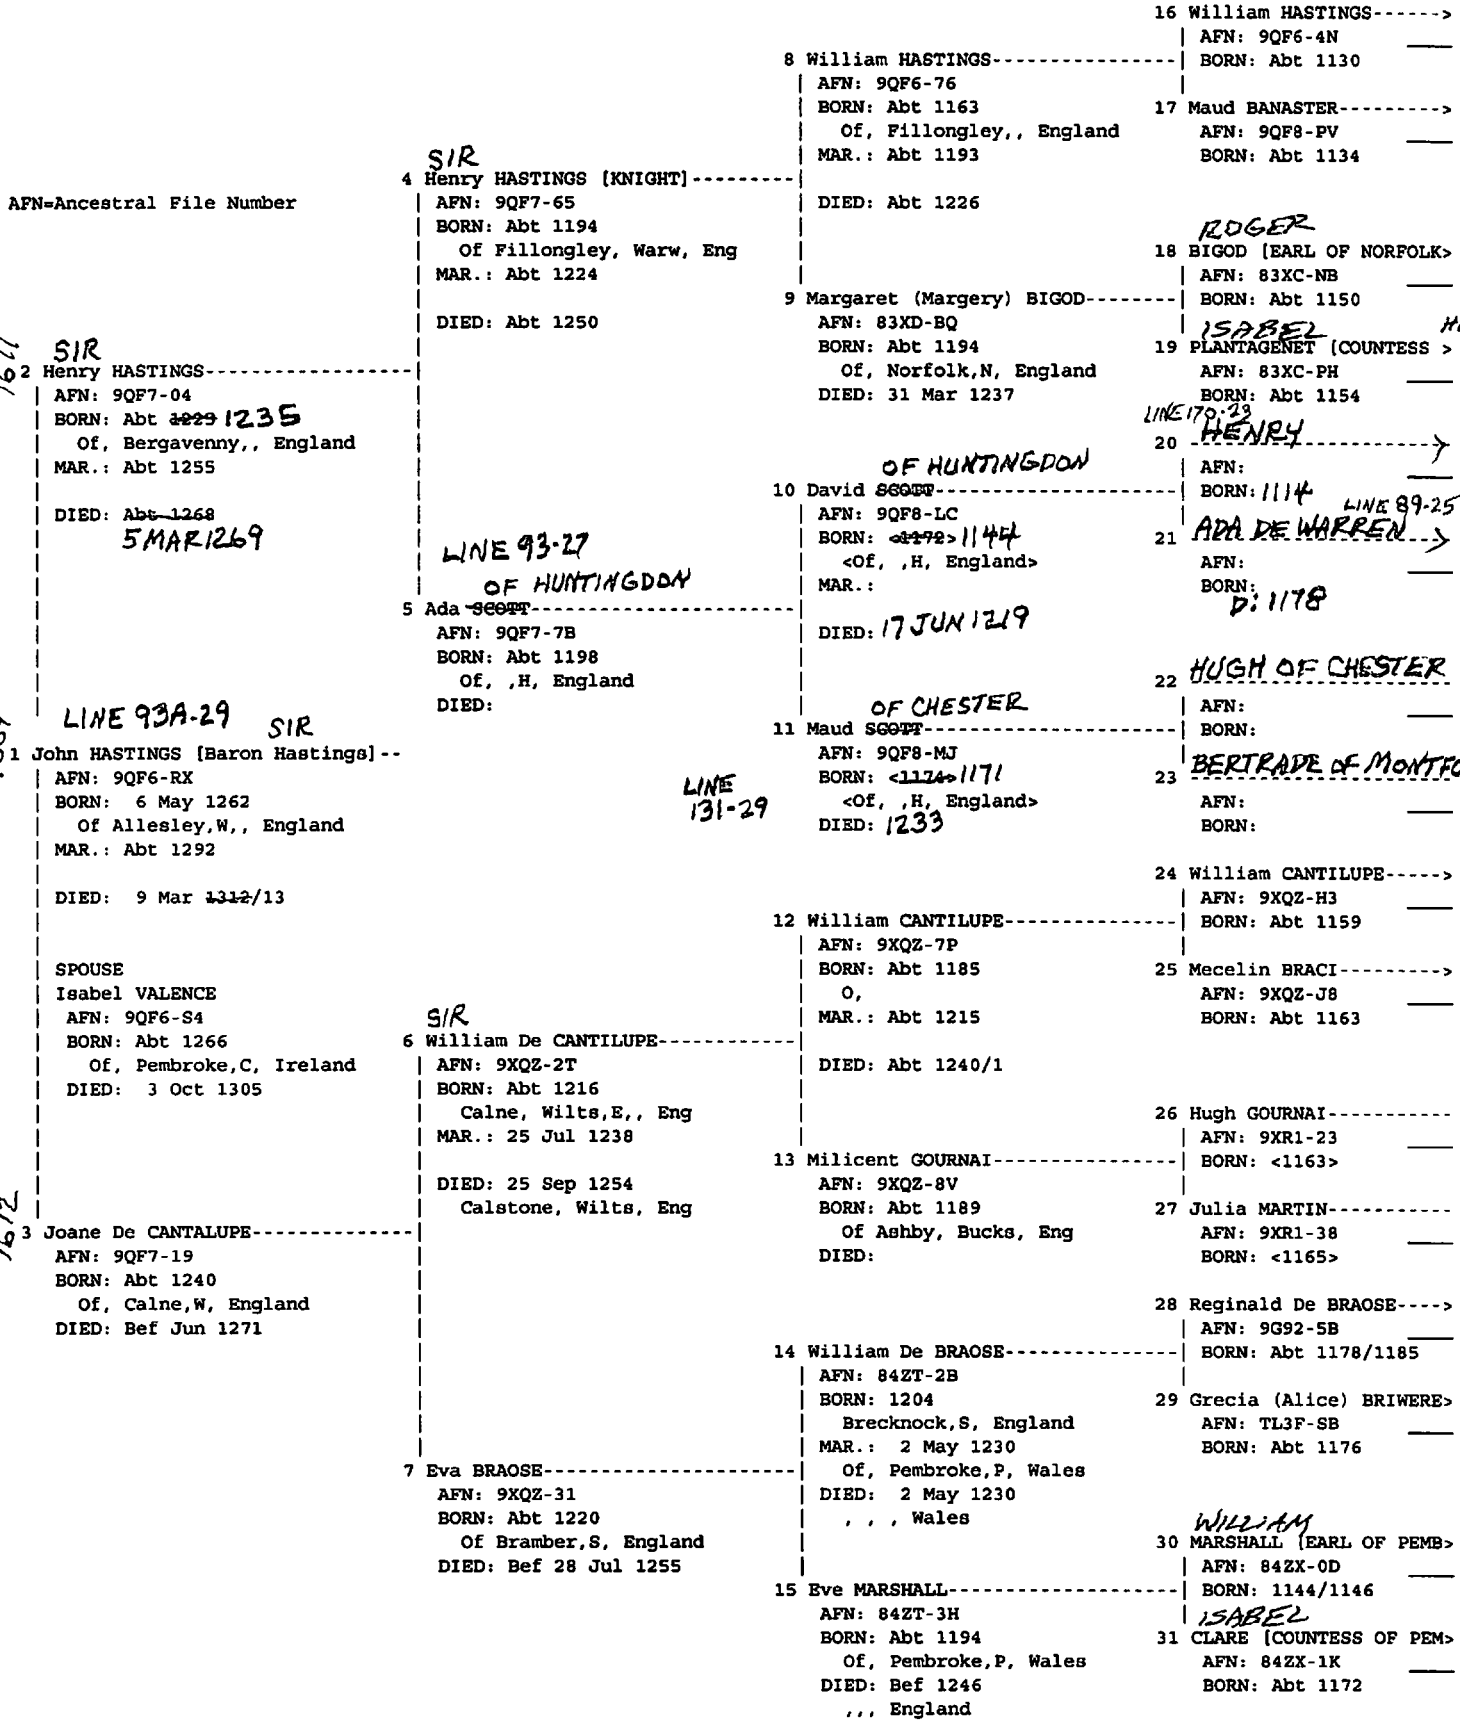 AFN=Ancestral File Number
LINE 93A-29 SIR
1 John HASTINGS [Baron Hastings]--
AFN: 9QF6-RX
BORN: 6 May 1262
Of Allesley,W,, England
MAR.: Abt 1292
DIED: 9 Mar 1312/13
SPOUSE
Isabel VALENCE
AFN: 9QF6-S4
BORN: Abt 1266
Of, Pembroke,C, Ireland
DIED: 3 Oct 1305
SIR
2 Henry HASTINGS-----------------
AFN: 9QF7-04
BORN: Abt 1229 1235
Of, Bergavenny,, England
MAR.: Abt 1255
DIED: Abt 1268
5 MAR 1269
1612
3 Joane De CANTALUPE-------------
AFN: 9QF7-19
BORN: Abt 1240
Of, Calne,W, England
DIED: Bef Jun 1271
SIR
4 Henry HASTINGS [KNIGHT]---------
AFN: 9QF7-65
BORN: Abt 1194
Of Fillongley, Warw, Eng
MAR.: Abt 1224
DIED: Abt 1250
LINE 93-27
OF HUNTINGDON
5 Ada SCOTT----------------------
AFN: 9QF7-7B
BORN: Abt 1198
Of, ,H, England
DIED:
SIR
6 William De CANTILUPE------------
AFN: 9XQZ-2T
BORN: Abt 1216
Calne, Wilts,E,, Eng
MAR.: 25 Jul 1238
DIED: 25 Sep 1254
Calstone, Wilts, Eng
7 Eva BRAOSE---------------------
AFN: 9XQZ-31
BORN: Abt 1220
Of Bramber,S, England
DIED: Bef 28 Jul 1255
8 William HASTINGS----------------
AFN: 9QF6-76
BORN: Abt 1163
Of, Fillongley,, England
MAR.: Abt 1193
DIED: Abt 1226
9 Margaret (Margery) BIGOD--------
AFN: 83XD-BQ
BORN: Abt 1194
Of, Norfolk,N, England
DIED: 31 Mar 1237
OF HUNTINGDON
10 David SCOTT--------------------
AFN: 9QF8-LC
BORN: <1172> 1144
<Of, ,H, England>
MAR.:
DIED: 17 JUN 1219
OF CHESTER
11 Maud SCOTT---------------------
AFN: 9QF8-MJ
BORN: <1174> 1171
<Of, ,H, England>
DIED: 1233
LINE
131-29
12 William CANTILUPE---------------
AFN: 9XQZ-7P
BORN: Abt 1185
O,
MAR.: Abt 1215
DIED: Abt 1240/1
13 Milicent GOURNAI----------------
AFN: 9XQZ-8V
BORN: Abt 1189
Of Ashby, Bucks, Eng
DIED:
14 William De BRAOSE---------------
AFN: 84ZT-2B
BORN: 1204
Brecknock,S, England
MAR.: 2 May 1230
Of, Pembroke,P, Wales
DIED: 2 May 1230
, , , Wales
15 Eve MARSHALL-------------------
AFN: 84ZT-3H
BORN: Abt 1194
Of, Pembroke,P, Wales
DIED: Bef 1246
,,, England
16 William HASTINGS------>
AFN: 9QF6-4N
BORN: Abt 1130
17 Maud BANASTER--------->
AFN: 9QF8-PV
BORN: Abt 1134
ROGER
18 BIGOD [EARL OF NORFOLK>
AFN: 83XC-NB
BORN: Abt 1150
ISABEL
19 PLANTAGENET [COUNTESS >
AFN: 83XC-PH
BORN: Abt 1154
LINE 170-23
20 HENRY
AFN:
BORN: 1114
LINE 89-25
21 ADA DE WARREN
AFN:
BORN:
D: 1178
22 HUGH OF CHESTER
AFN:
BORN:
23 BERTRADE OF MONTFO
AFN:
BORN:
24 William CANTILUPE----->
AFN: 9XQZ-H3
BORN: Abt 1159
25 Mecelin BRACI--------->
AFN: 9XQZ-J8
BORN: Abt 1163
26 Hugh GOURNAI-----------
AFN: 9XR1-23
BORN: <1163>
27 Julia MARTIN-----------
AFN: 9XR1-38
BORN: <1165>
28 Reginald De BRAOSE---->
AFN: 9G92-5B
BORN: Abt 1178/1185
29 Grecia (Alice) BRIWERE>
AFN: TL3F-SB
BORN: Abt 1176
WILLIAM
30 MARSHALL [EARL OF PEMB>
AFN: 84ZX-0D
BORN: 1144/1146
ISABEL
31 CLARE [COUNTESS OF PEM>
AFN: 84ZX-1K
BORN: Abt 1172